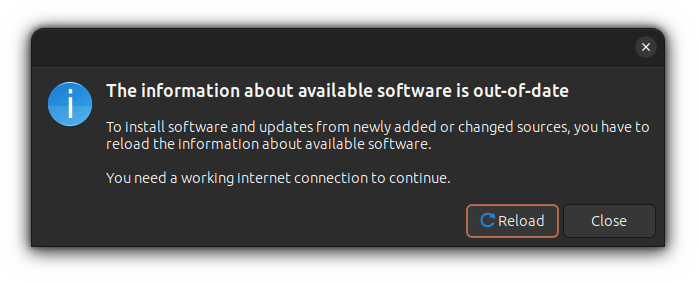 The information about available software is out-of-date
To install software and updates from newly added or changed sources, you have to
reload the information about available software.
You need a working internet connection to continue.
Reload
Close